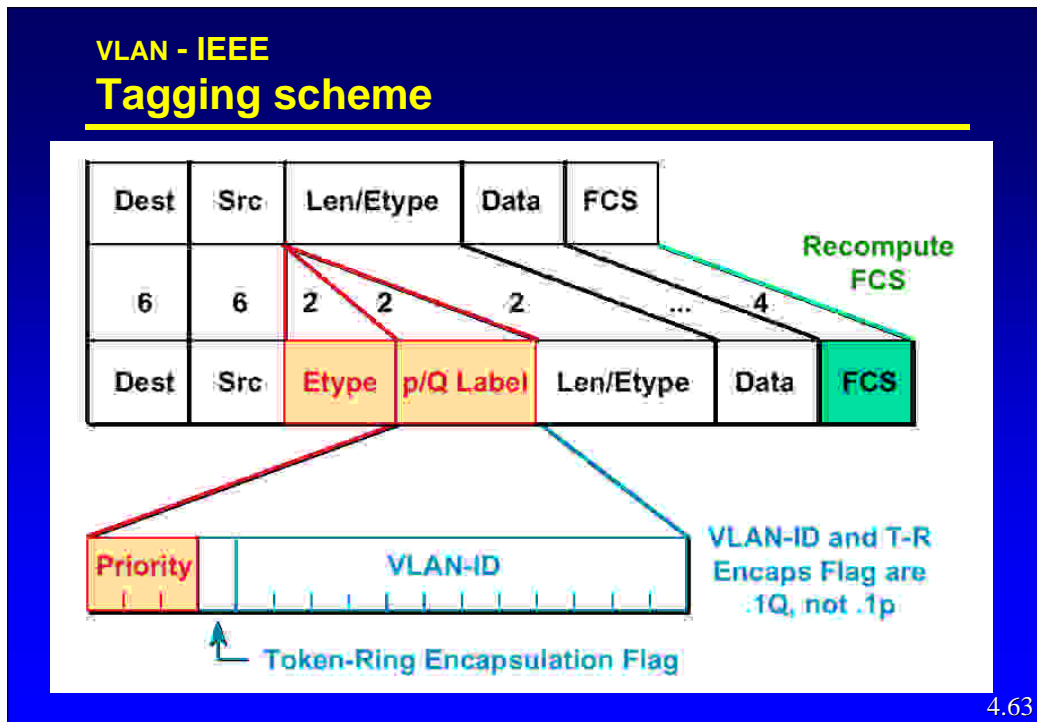 VLAN - IEEE
Tagging scheme
Dest Src Len/Etype Data FCS
Recompute
FCS
6 6 2 2 2 ... 4
Dest Src Etype p/Q Label Len/Etype Data FCS
Priority VLAN-ID
VLAN-ID and T-R
Encaps Flag are
.1Q, not .1p
Token-Ring Encapsulation Flag
4.63